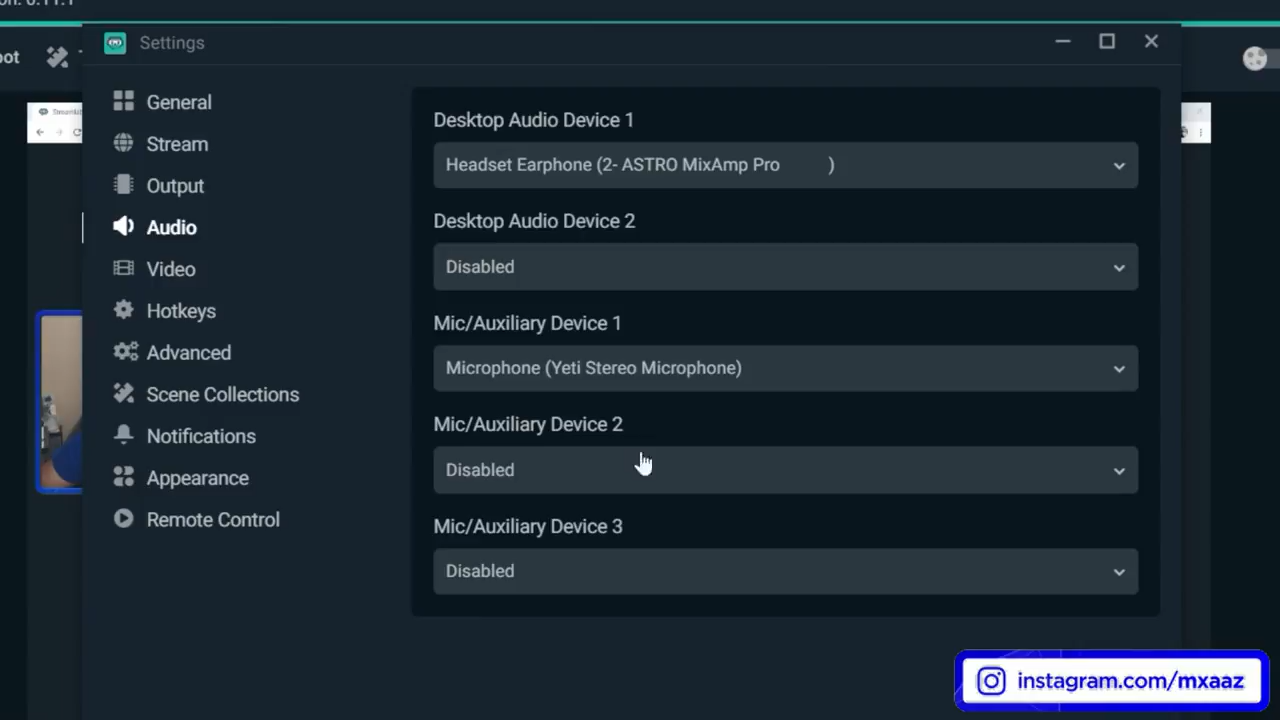 Settings
General
Stream
Output
Audio
Video
Hotkeys
Advanced
Scene Collections
Notifications
Appearance
Remote Control
Desktop Audio Device 1
Headset Earphone (2- ASTRO MixAmp Pro )
Desktop Audio Device 2
Disabled
Mic/Auxiliary Device 1
Microphone (Yeti Stereo Microphone)
Mic/Auxiliary Device 2
Disabled
Mic/Auxiliary Device 3
Disabled
instagram.com/mxaaz